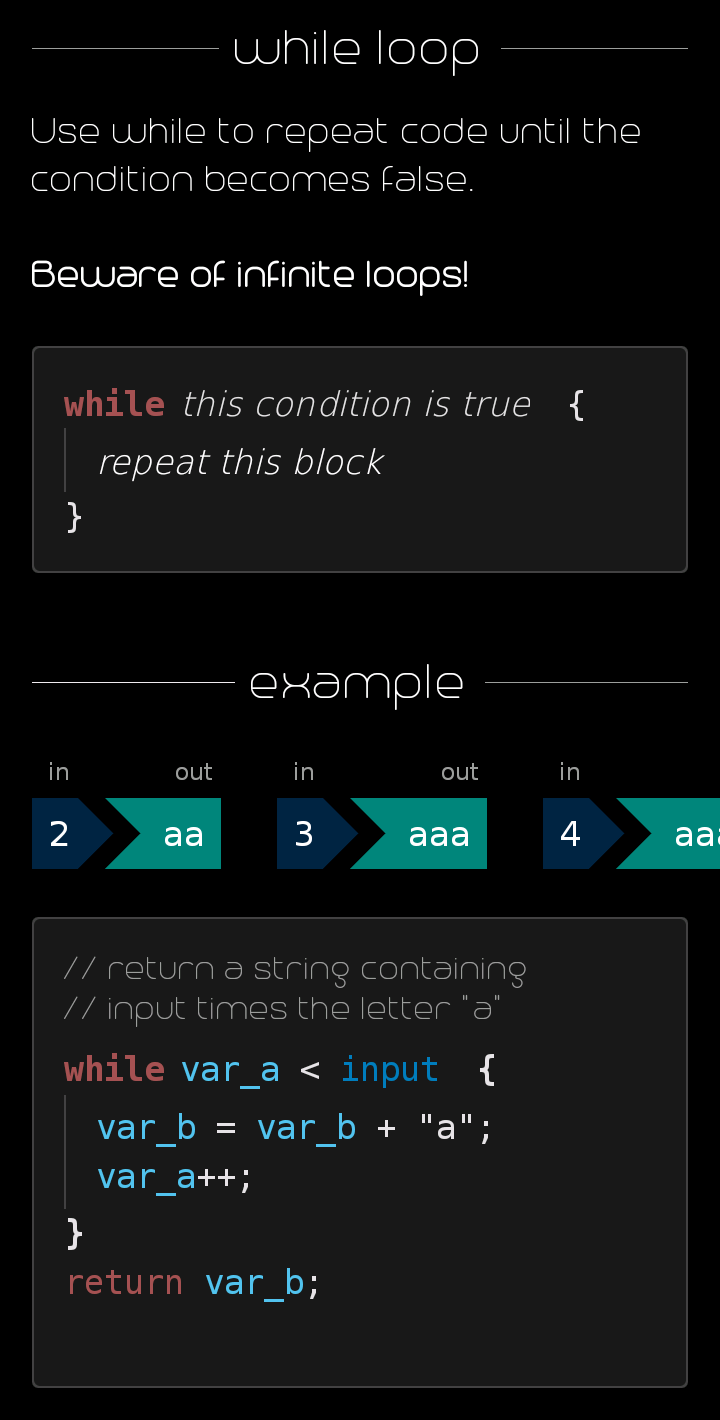 while loop
Use while to repeat code until the
condition becomes false.
Beware of infinite loops!
while this condition is true {
repeat this block
}
example
in out in out in
2 aa 3 aaa 4
// return a string containing
// input times the letter "a"
while var_a < input {
var_b = var_b + "a";
var_a++;
}
return var_b;